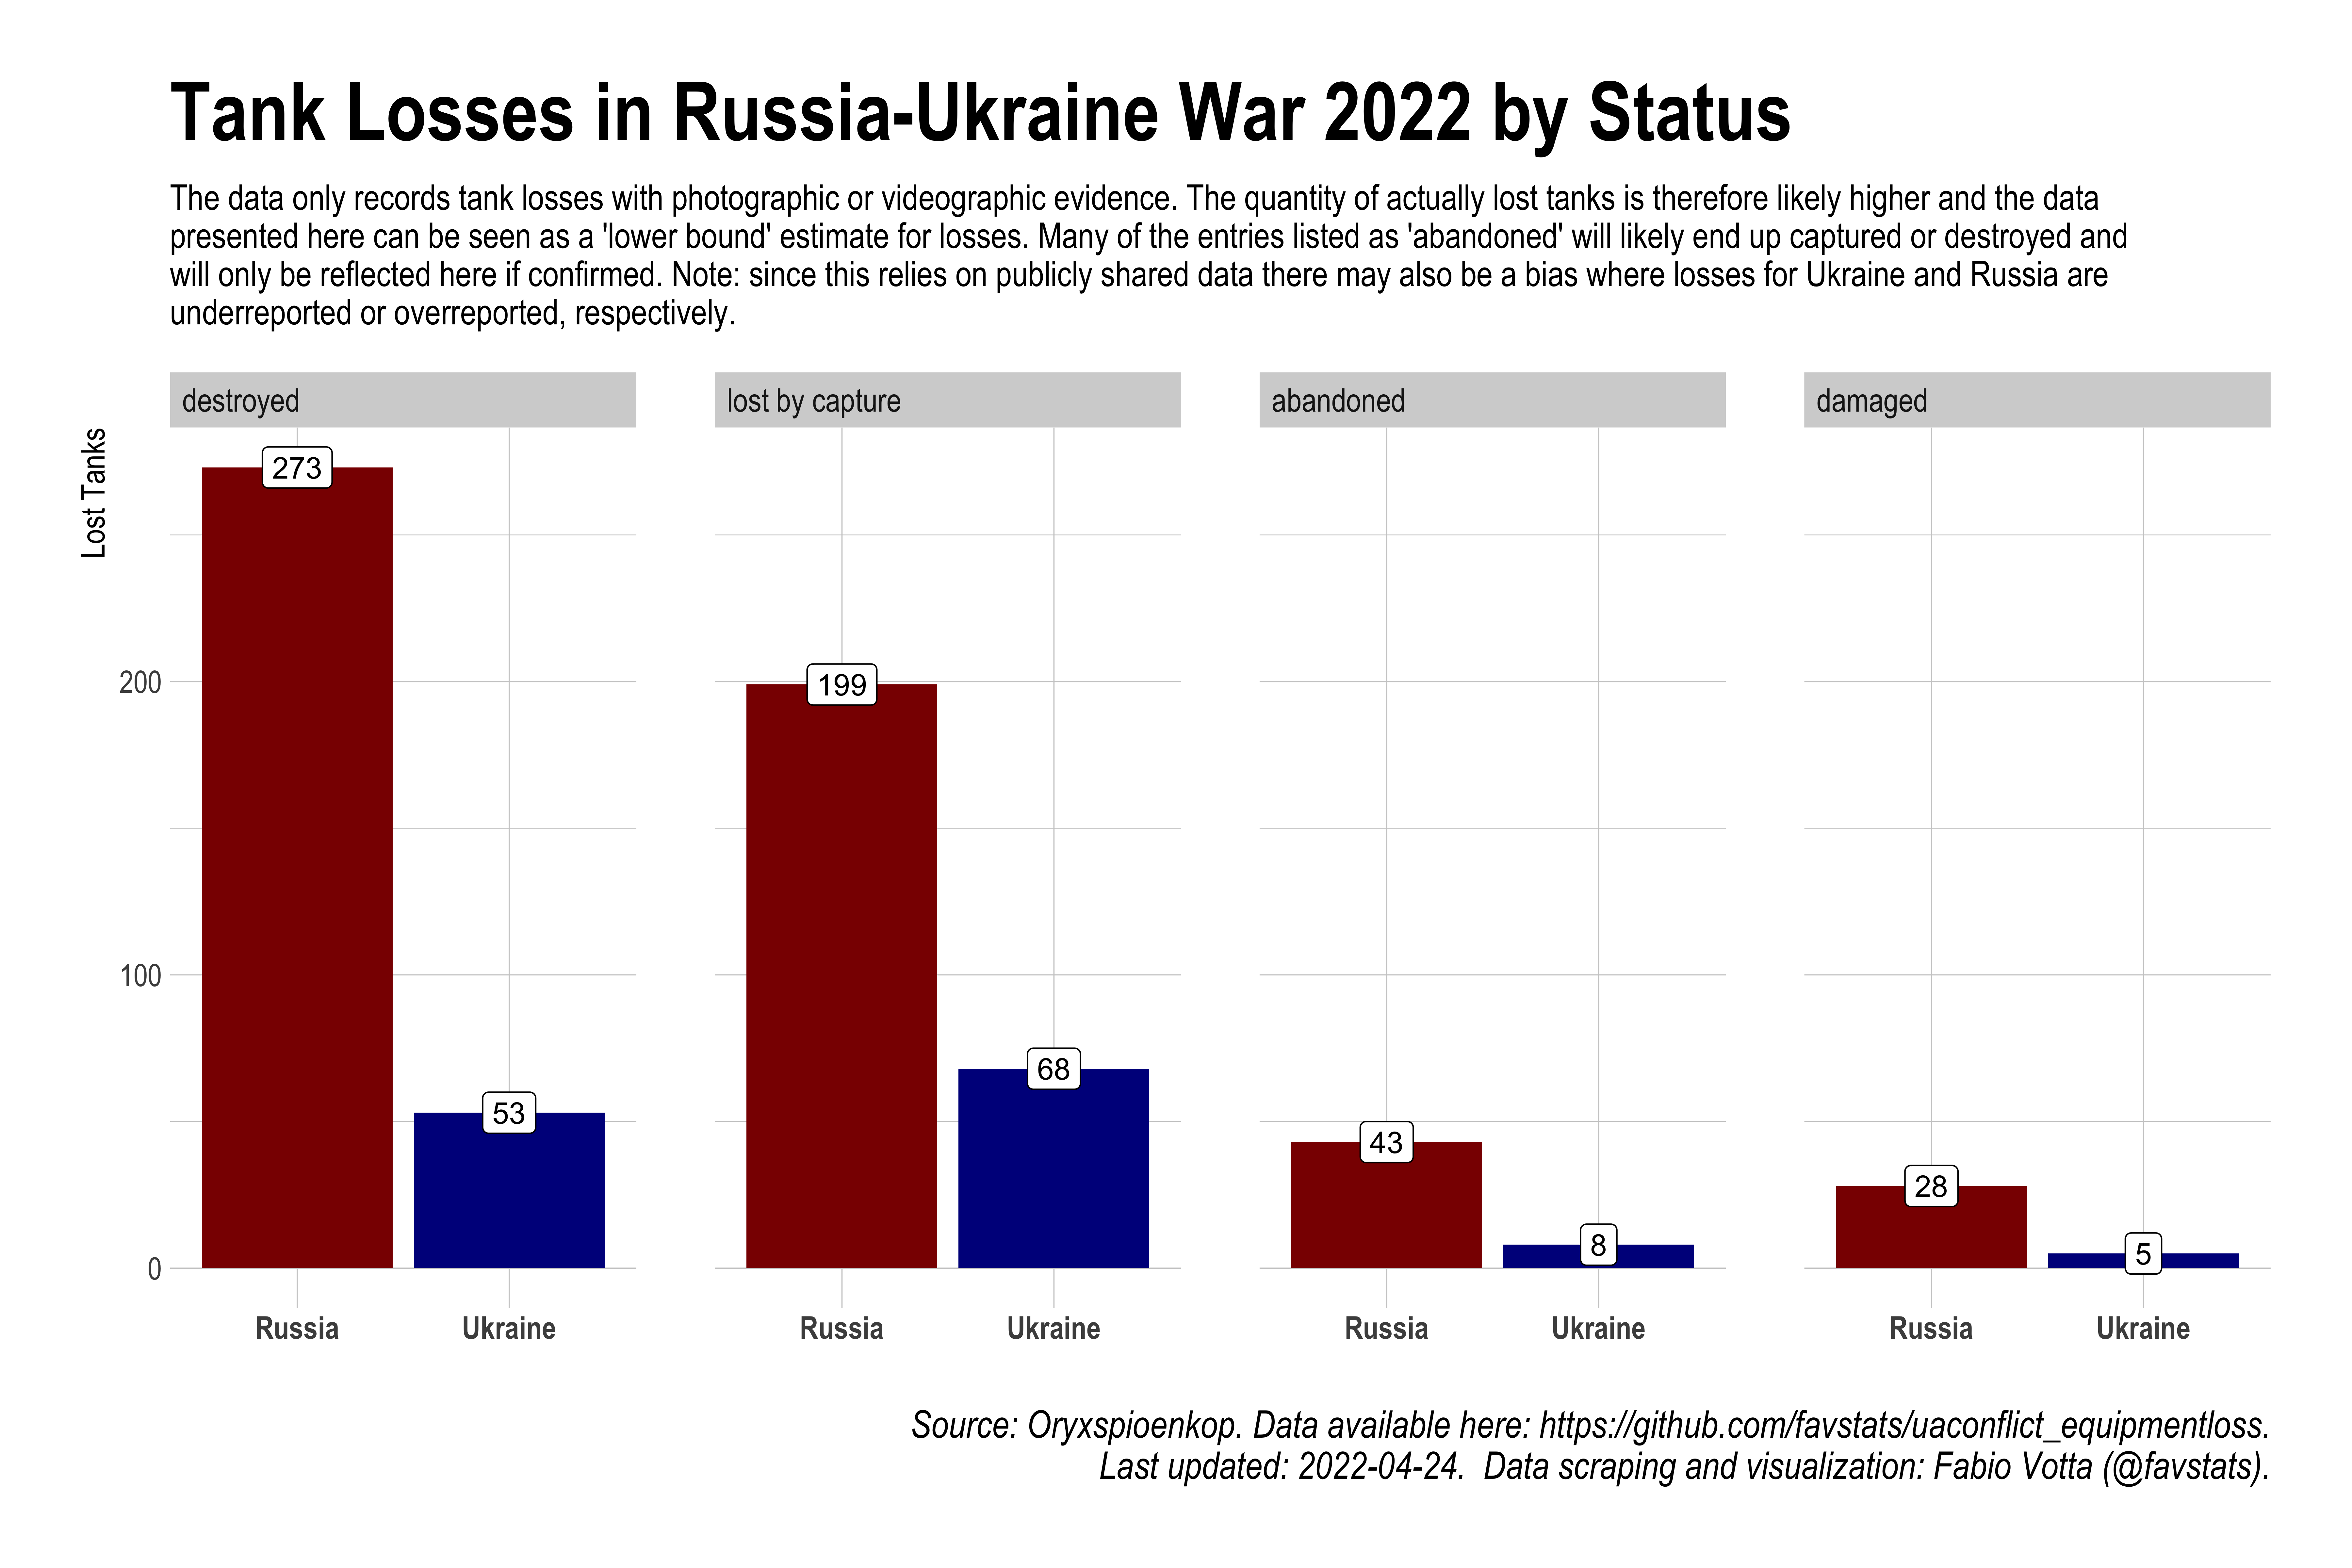 Tank Losses in Russia-Ukraine War 2022 by Status
The data only records tank losses with photographic or videographic evidence. The quantity of actually lost tanks is therefore likely higher and the data
presented here can be seen as a 'lower bound' estimate for losses. Many of the entries listed as 'abandoned' will likely end up captured or destroyed and
will only be reflected here if confirmed. Note: since this relies on publicly shared data there may also be a bias where losses for Ukraine and Russia are
underreported or overreported, respectively.
destroyed
lost by capture
abandoned
damaged
Lost Tanks
200
100
0
273
53
199
68
43
8
28
5
Russia
Ukraine
Russia
Ukraine
Russia
Ukraine
Russia
Ukraine
Source: Oryxspioenkop. Data available here: https://github.com/favstats/uaconflict_equipmentloss.
Last updated: 2022-04-24.  Data scraping and visualization: Fabio Votta (@favstats).